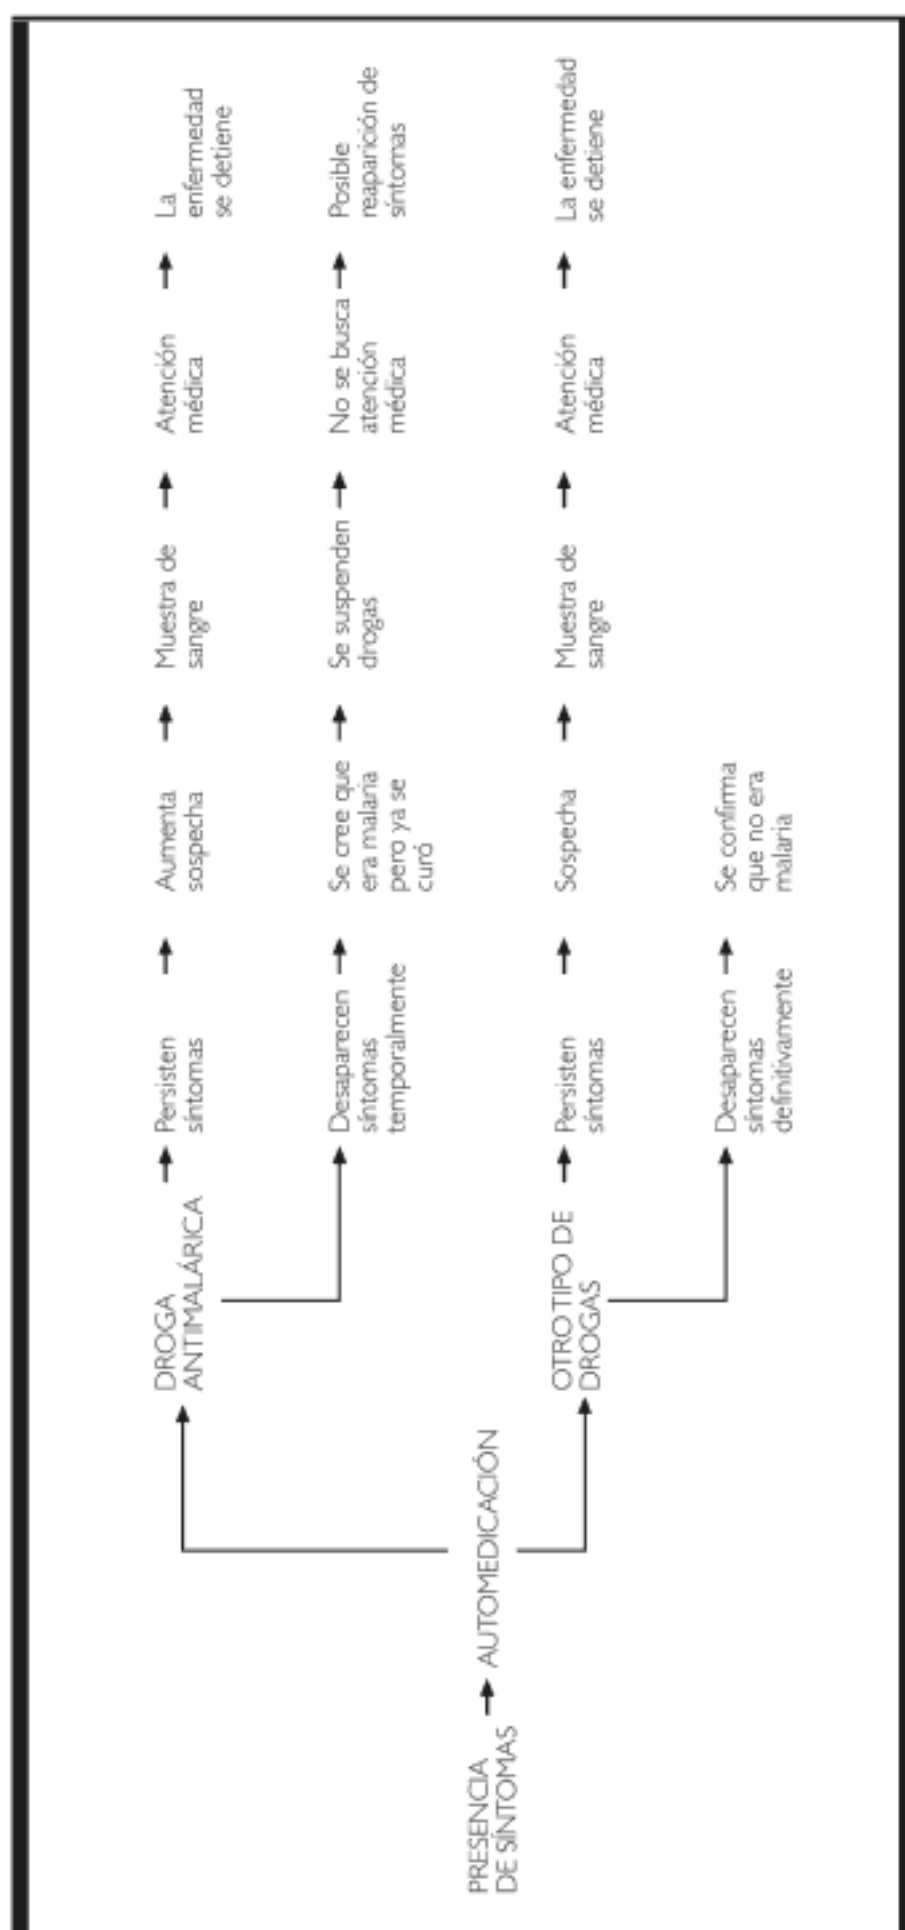 PRESENCIA
DE SÍNTOMAS
AUTOMEDICACIÓN
DROGA
ANTIMALÁRICA
Persisten
síntomas
Aumenta
sospecha
Muestra de
sangre
Atención
médica
La
enfermedad
se detiene
Desaparecen
síntomas
temporalmente
Se cree que
era malaria
pero ya se
curó
Se suspenden
drogas
No se busca
atención
médica
Posible
reaparición de
síntomas
OTRO TIPO DE
DROGAS
Persisten
síntomas
Sospecha
Muestra de
sangre
Atención
médica
La enfermedad
se detiene
Desaparecen
síntomas
definitivamente
Se confirma
que no era
malaria